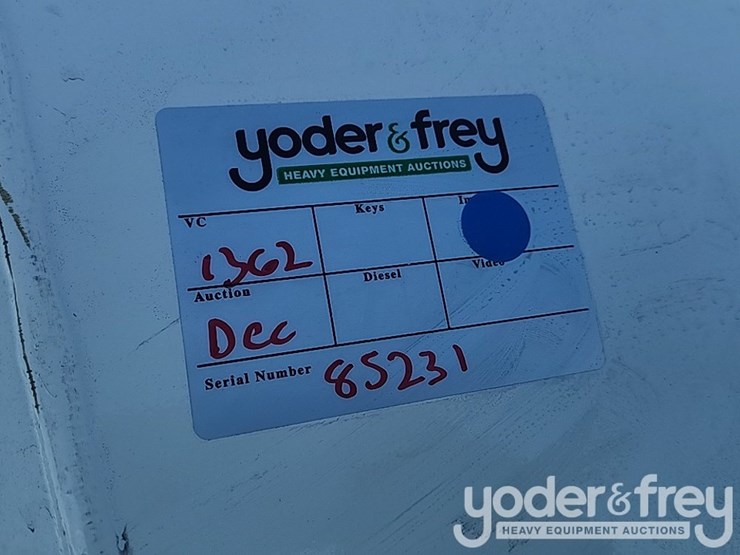 yoder & frey
HEAVY EQUIPMENT AUCTIONS
VC Keys
1362
Auction Diesel Video
Dec
Serial Number 85231
yoder & frey
HEAVY EQUIPMENT AUCTIONS